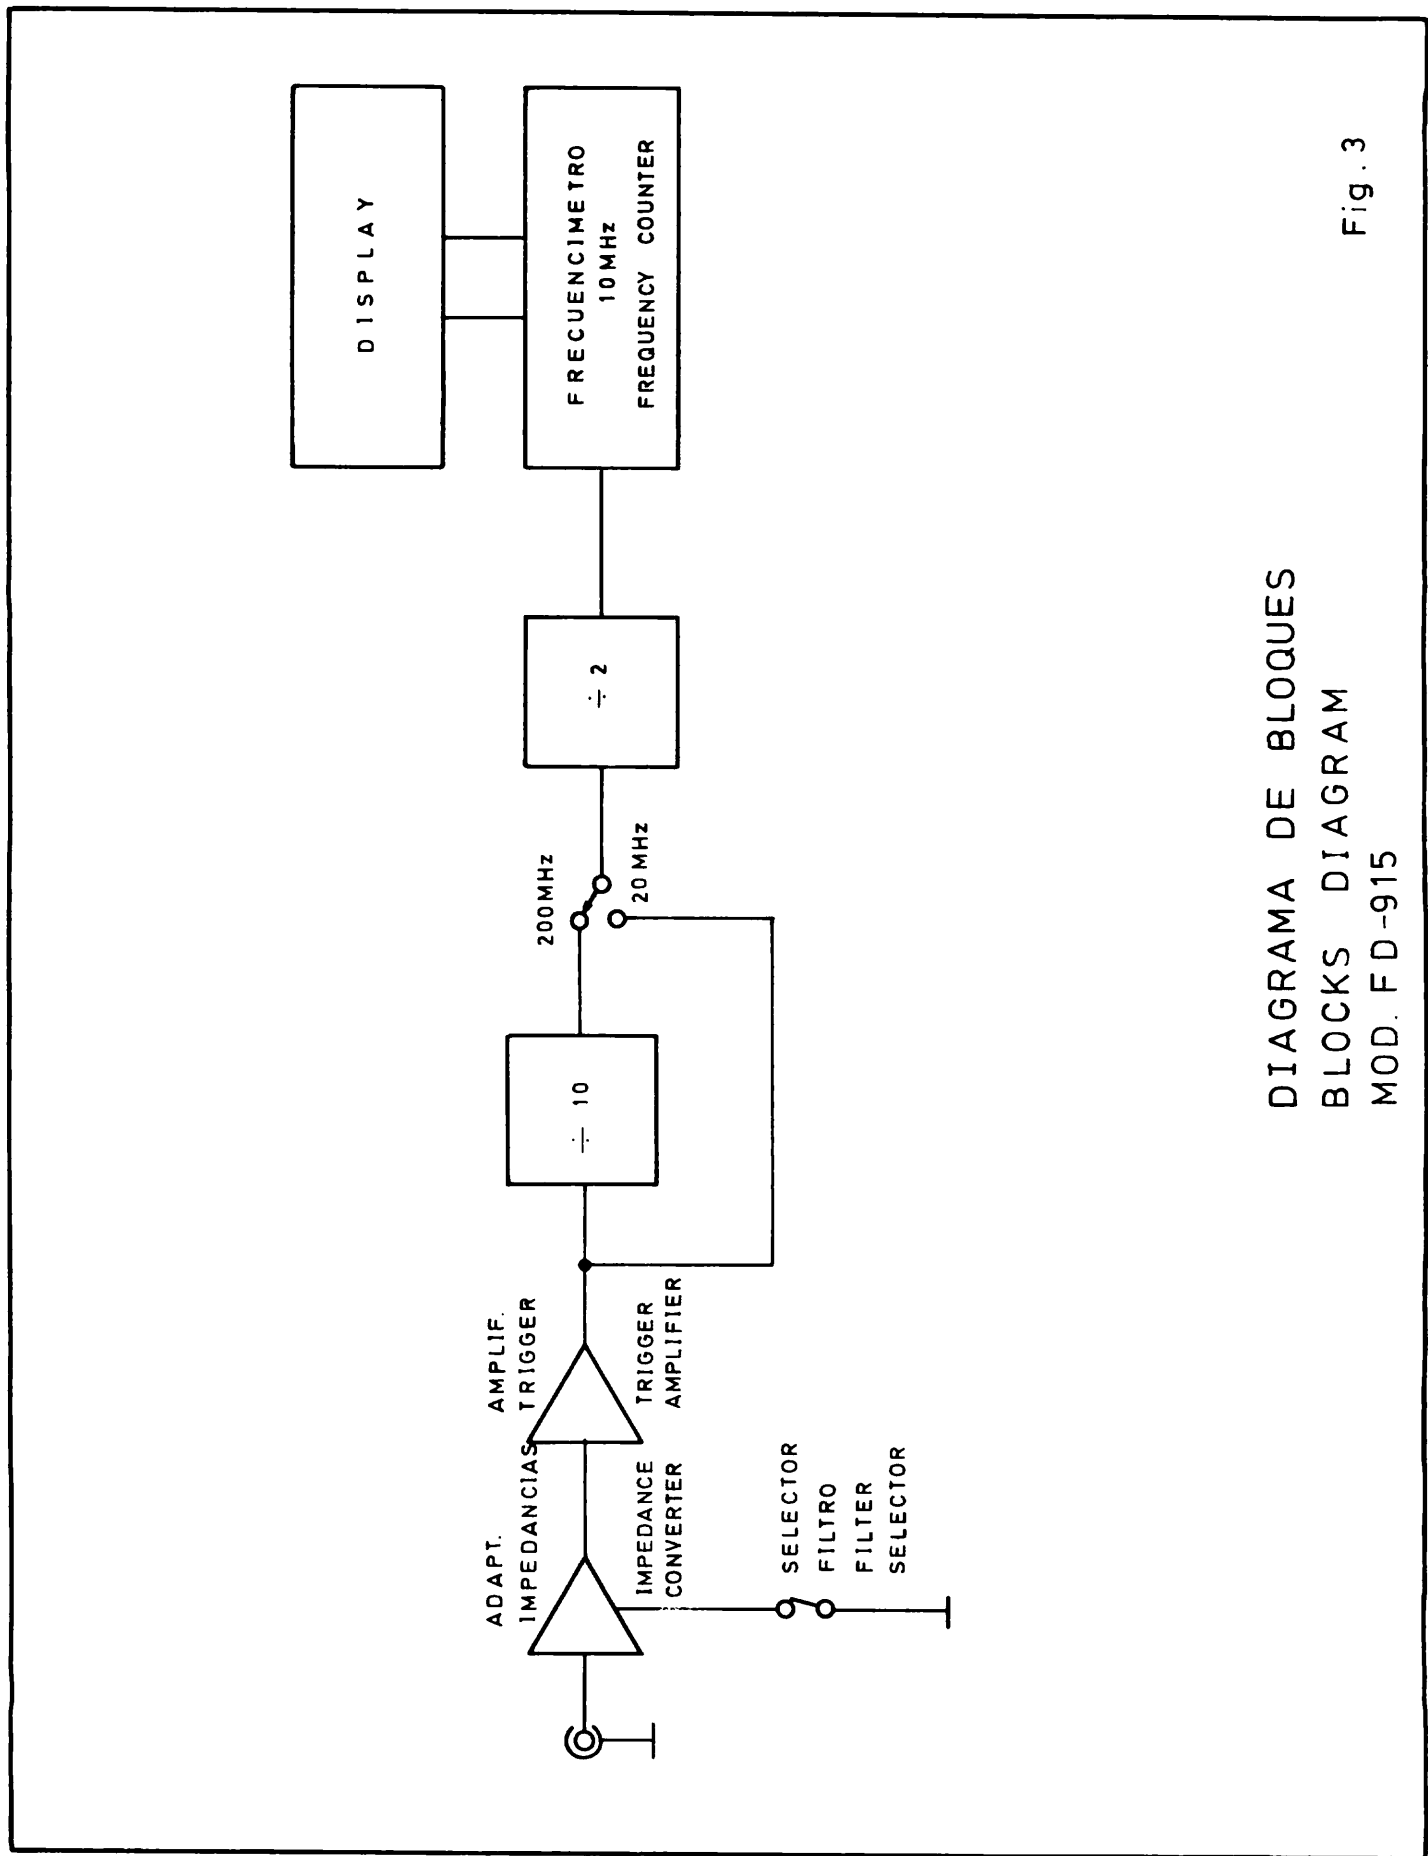 ADAPT.
IMPEDANCIAS
IMPEDANCE
CONVERTER
SELECTOR
FILTRO
FILTER
SELECTOR
AMPLIF.
TRIGGER
TRIGGER
AMPLIFIER
÷ 10
200MHz
20MHz
÷ 2
DISPLAY
FRECUENCIMETRO
10MHz
FREQUENCY COUNTER
DIAGRAMA DE BLOQUES
BLOCKS DIAGRAM
MOD. FD-915
Fig. 3